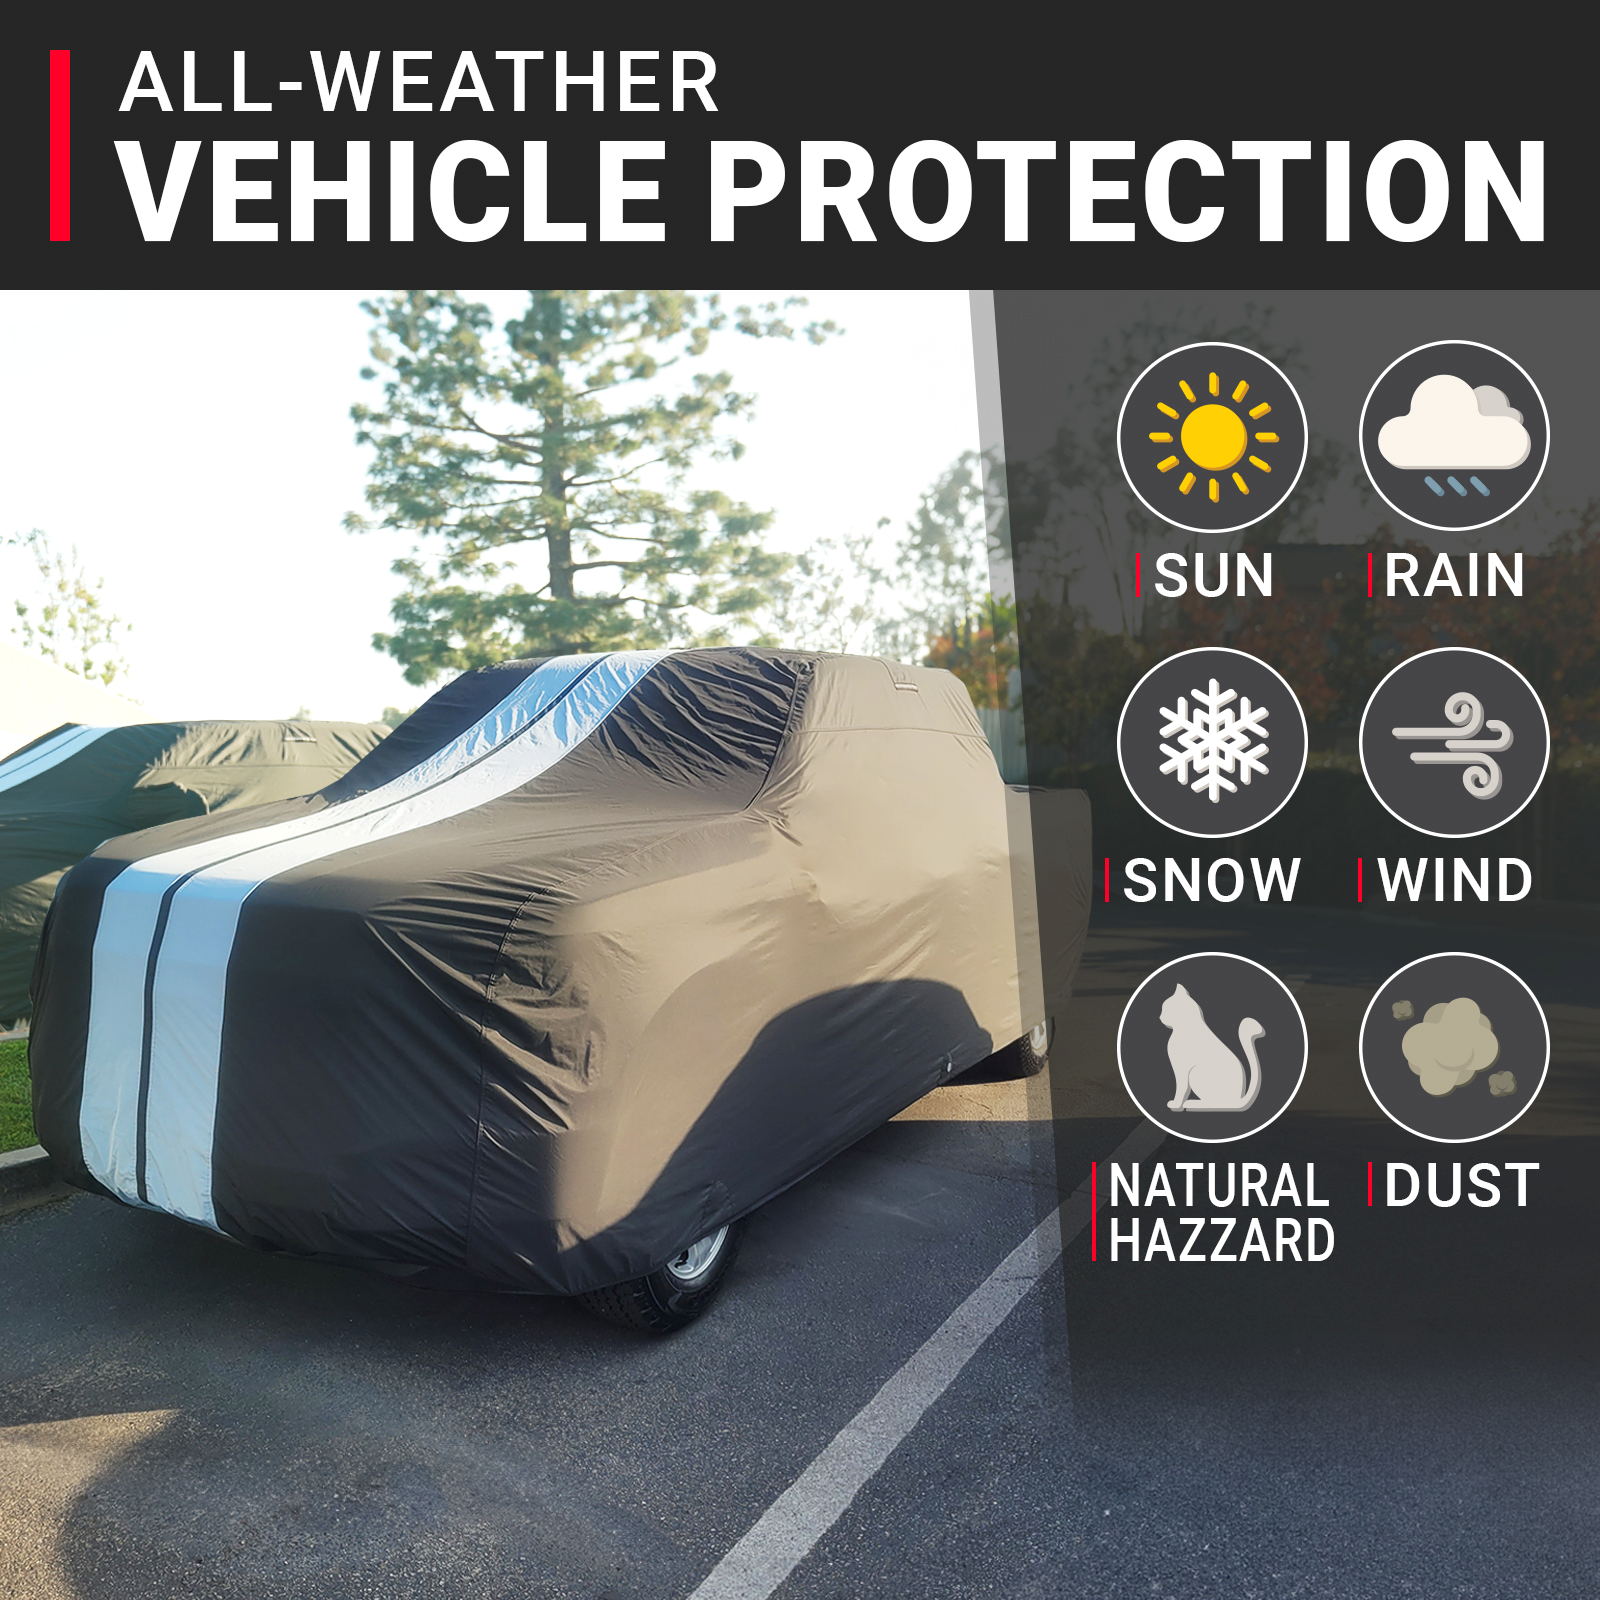 ALL-WEATHER
VEHICLE PROTECTION
SUN
RAIN
SNOW
WIND
NATURAL
HAZZARD
DUST